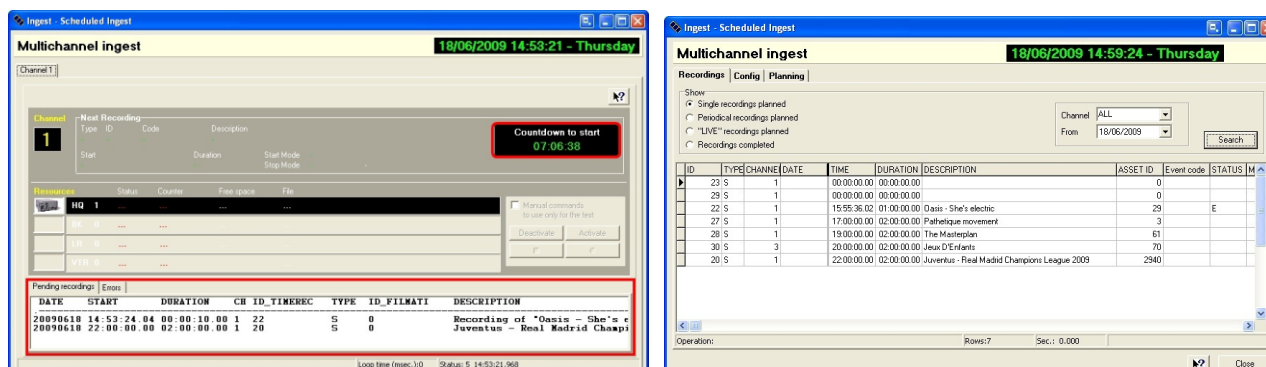 Ingest - Scheduled Ingest
Multichannel ingest
18/06/2009 14:53:21 - Thursday
Channel 1
Channel
1
Next Recording
Type ID Code Description
Start Duration Start Mode
Stop Mode
Countdown to start
07:06:38
Resources Status Counter Free space File
HQ 1 ... ... ... ...
... ...
LR 0 ... ...
VTR 0 ... ...
Manual commands
to use only for the test
Deactivate Activate
Pending recordings Errors
DATE START DURATION CH ID_TIMEREC TYPE ID_FILMATI DESCRIPTION
20090618 14:53:24.04 00:00:10.00 1 22 S 0 Recording of "Oasis - She's e
20090618 22:00:00.00 02:00:00.00 1 20 S 0 Juventus - Real Madrid Champi
Loop time (msec.):0 Status: 5 14:53:21.968
Ingest - Scheduled Ingest
Multichannel ingest
18/06/2009 14:59:24 - Thursday
Recordings Config Planning
Show
Single recordings planned
Periodical recordings planned
"LIVE" recordings planned
Recordings completed
Channel ALL
From 18/06/2009
Search
ID TYPE CHANNEL DATE TIME DURATION DESCRIPTION ASSET ID Event code STATUS M
23 S 1 00:00:00.00 00:00:00.00 0
29 S 1 00:00:00.00 00:00:00.00 0
22 S 1 15:55:36.02 01:00:00.00 Oasis - She's electric 29 E
27 S 1 17:00:00.00 02:00:00.00 Pathetique movement 3
28 S 1 19:00:00.00 02:00:00.00 The Masterplan 61
30 S 3 20:00:00.00 02:00:00.00 Jeux D'Enfants 70
20 S 1 22:00:00.00 02:00:00.00 Juventus - Real Madrid Champions League 2009 2940
Operation: Rows:7 Sec.: 0.000
Close